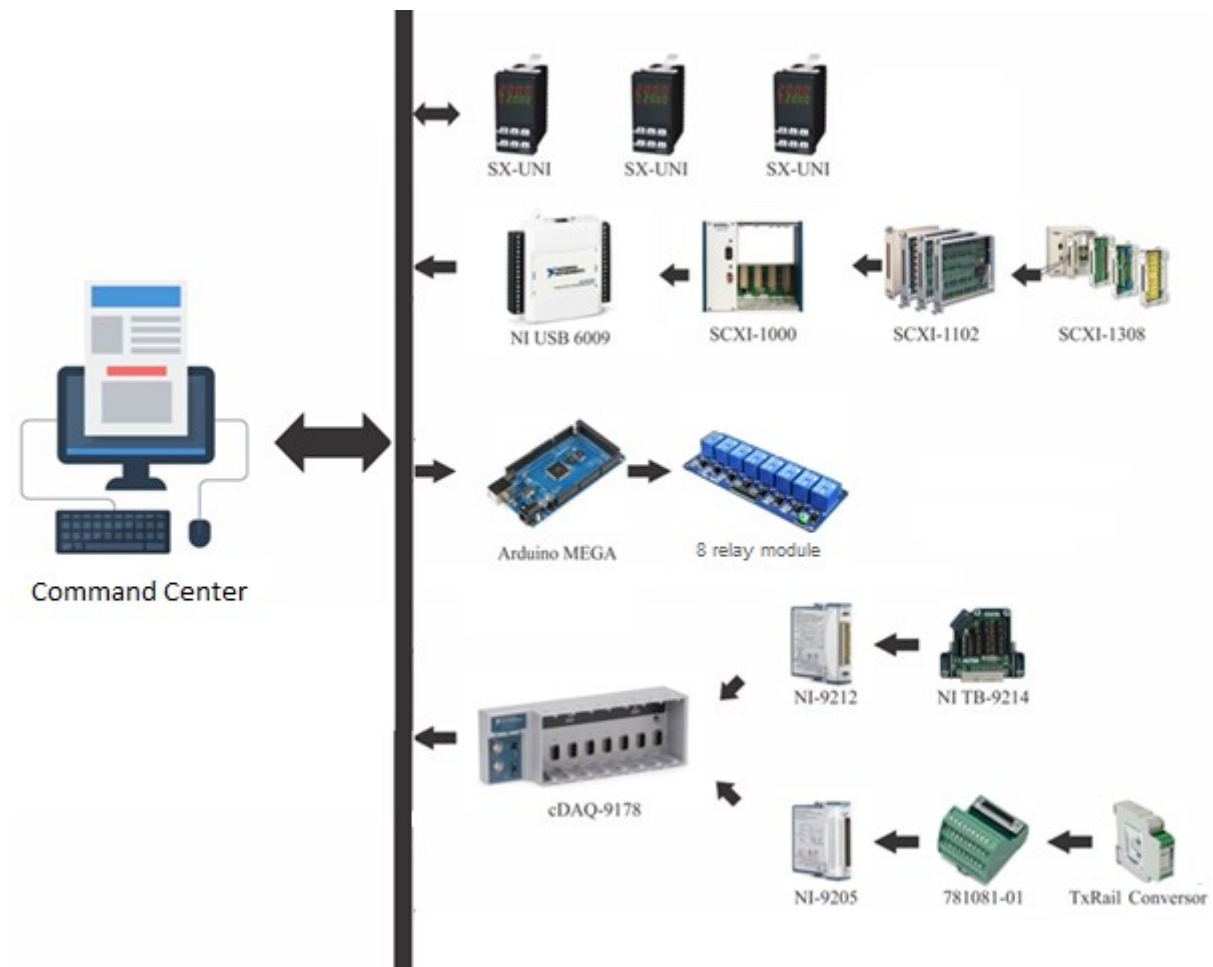 SX-UNI SX-UNI SX-UNI
NI USB 6009 SCXI-1000 SCXI-1102 SCXI-1308
Arduino MEGA 8 relay module
Command Center
NI-9212 NI TB-9214
cDAQ-9178
NI-9205 781081-01 TxRail Conversor